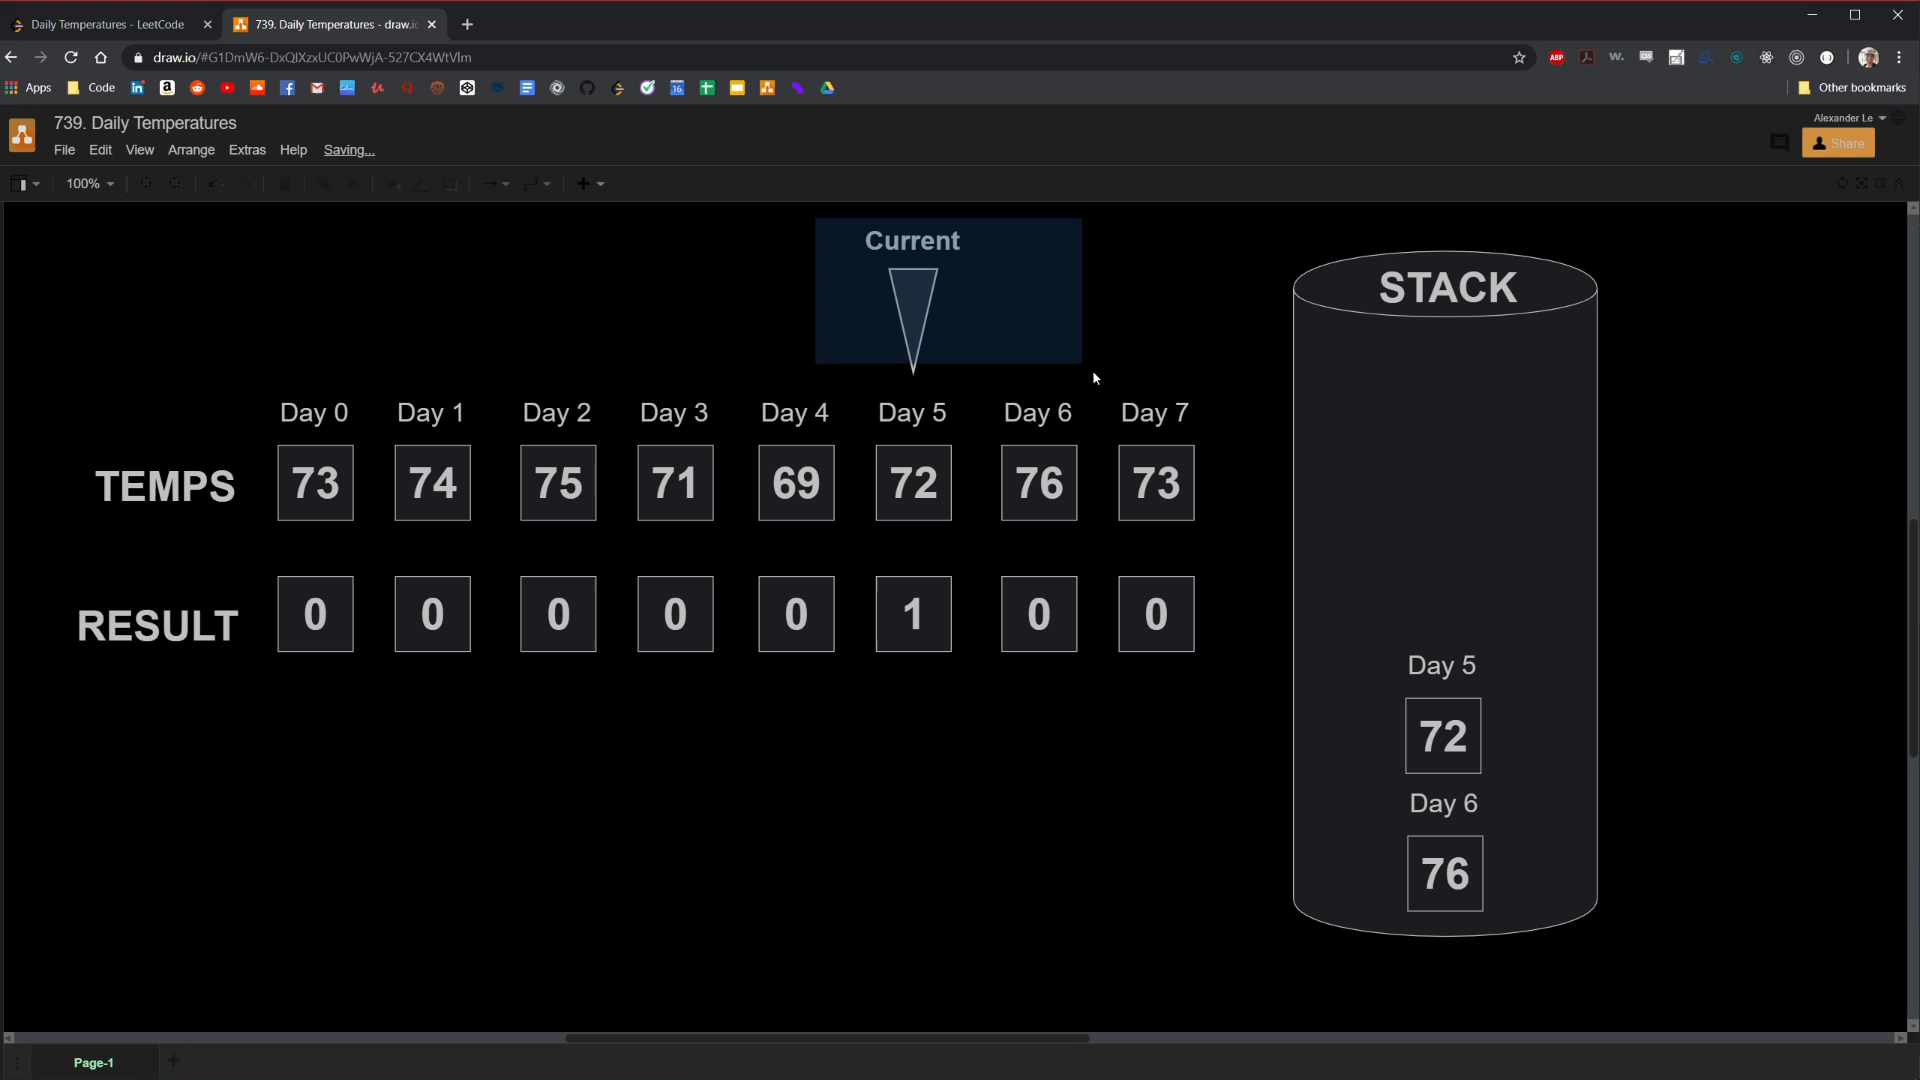 Daily Temperatures - LeetCode
739. Daily Temperatures - draw.i
draw.io/#G1DmW6-DxQJXzxUC0PwWjA-527CX4WtVlm
Apps
Code
Other bookmarks
739. Daily Temperatures
Alexander Le
File Edit View Arrange Extras Help Saving...
Share
100%
Current
STACK
Day 0 Day 1 Day 2 Day 3 Day 4 Day 5 Day 6 Day 7
TEMPS 73 74 75 71 69 72 76 73
RESULT 0 0 0 0 0 1 0 0
Day 5
72
Day 6
76
Page-1